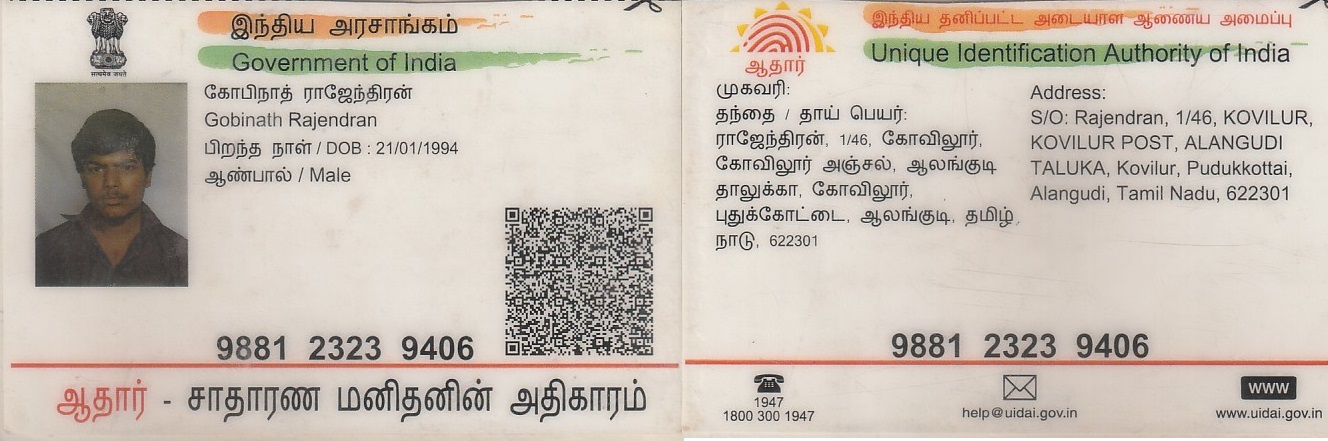 இந்திய அரசாங்கம்
Government of India
सत्यमेव जयते
கோபிநாத் ராஜேந்திரன்
Gobinath Rajendran
பிறந்த நாள் / DOB : 21/01/1994
ஆண்பால் / Male
9881 2323 9406
ஆதார் - சாதாரண மனிதனின் அதிகாரம்
இந்திய தனிப்பட்ட அடையாள ஆணைய அமைப்பு
Unique Identification Authority of India
ஆதார்
முகவரி:
தந்தை / தாய் பெயர்:
ராஜேந்திரன், 1/46, கோவிலூர்,
கோவிலூர் அஞ்சல், ஆலங்குடி
தாலுக்கா, கோவிலூர்,
புதுக்கோட்டை, ஆலங்குடி, தமிழ்
நாடு, 622301
Address:
S/O: Rajendran, 1/46, KOVILUR,
KOVILUR POST, ALANGUDI
TALUKA, Kovilur, Pudukkottai,
Alangudi, Tamil Nadu, 622301
9881 2323 9406
1947
1800 300 1947
help@uidai.gov.in
www
www.uidai.gov.in